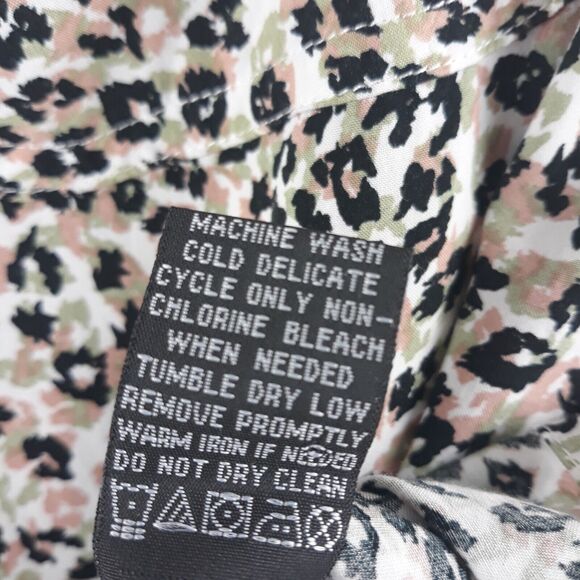 MACHINE WASH
COLD DELICATE
CYCLE ONLY NON-
CHLORINE BLEACH
WHEN NEEDED
TUMBLE DRY LOW
REMOVE PROMPTLY
WARM IRON IF NEEDED
DO NOT DRY CLEAN